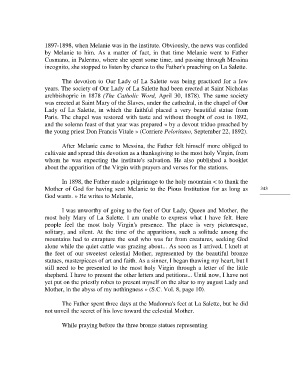 1897-1898, when Melanie was in the institute. Obviously, the news was confided
by Melanie to him. As a matter of fact, in that time Melanie went to Father
Cusmano, in Palermo, where she spent some time, and passing through Messina
incognito, she stopped to listen by chance to the Father's preaching on La Salette.
The devotion to Our Lady of La Salette was being practiced for a few
years. The society of Our Lady of La Salette had been erected at Saint Nicholas
archbishopric in 1878 (The Catholic Word, April 30, 1878). The same society
was erected at Saint Mary of the Slaves, under the cathedral, in the chapel of Our
Lady of La Salette, in which the faithful placed a very beautiful statue from
Paris. The chapel was restored with taste and without thought of cost in 1892,
and the solemn feast of that year was prepared » by a devout triduo preached by
the young priest Don Francis Vitale » (Corriere Peloritano, September 22, 1892).
After Melanie came to Messina, the Father felt himself more obliged to
cultivate and spread this devotion as a thanksgiving to the most holy Virgin, from
whom he was expecting the institute's salvation. He also published a booklet
about the apparition of the Virgin with prayers and verses for the stations.
In 1898, the Father made a pilgrimage to the holy mountain « to thank the
Mother of God for having sent Melanie to the Pious Institution for as long as
God wants. » He writes to Melanie,
343
I was unworthy of going to the feet of Our Lady, Queen and Mother, the
most holy Mary of La Salette. I am unable to express what I have felt. Here
people feel the most holy Virgin's presence. The place is very picturesque,
solitary, and silent. At the time of the apparitions, such a solitude among the
mountains had to enrapture the soul who was far from creatures, seeking God
alone while the quiet cattle was grazing about... As soon as I arrived, I knelt at
the feet of our sweetest celestial Mother, represented by the beautiful bronze
statues, masterpieces of art and faith. As a sinner, I began thawing my heart, but I
still need to be presented to the most holy Virgin through a letter of the little
shepherd. I have to present the other letters and petitions... Until now, I have not
yet put on the priestly robes to present myself on the altar to my august Lady and
Mother, in the abyss of my nothingness » (S.C. Vol. 8, page 10).
The Father spent three days at the Madonna's feet at La Salette, but he did
not unveil the secret of his love toward the celestial Mother.
While praying before the three bronze statues representing